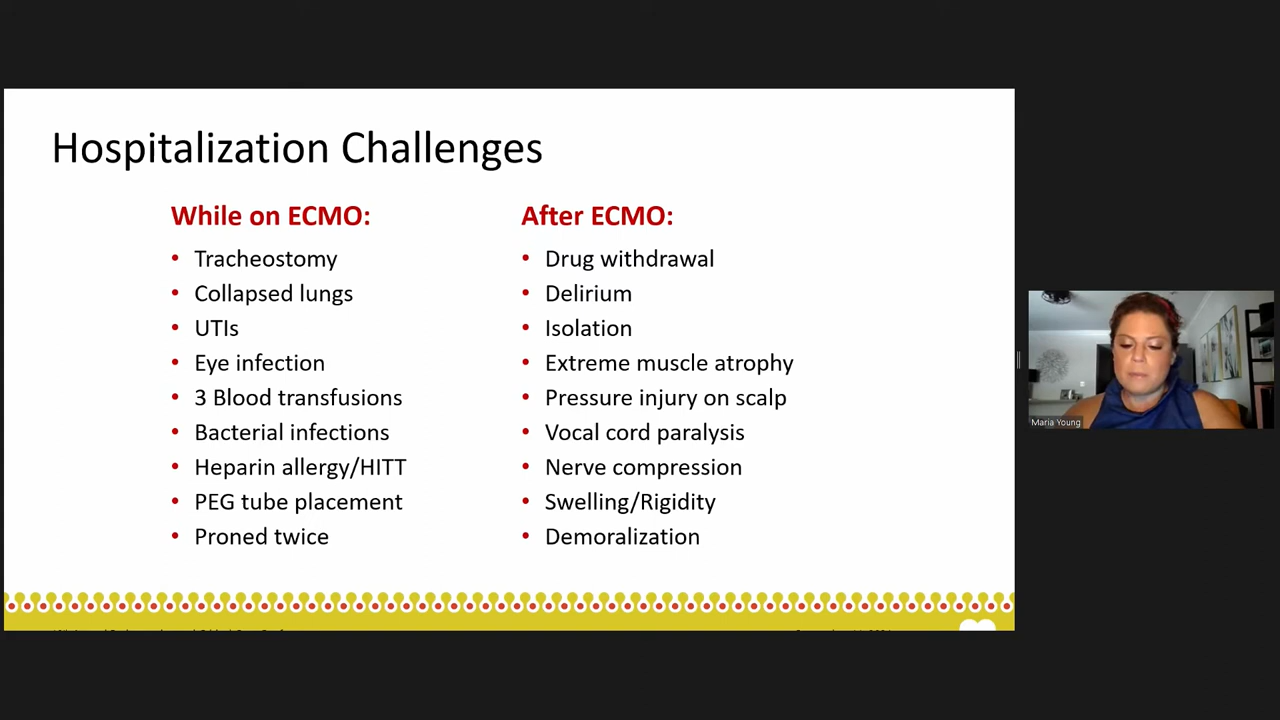 Hospitalization Challenges
While on ECMO:
• Tracheostomy
• Collapsed lungs
• UTIs
• Eye infection
• 3 Blood transfusions
• Bacterial infections
• Heparin allergy/HITT
• PEG tube placement
• Proned twice
After ECMO:
• Drug withdrawal
• Delirium
• Isolation
• Extreme muscle atrophy
• Pressure injury on scalp
• Vocal cord paralysis
• Nerve compression
• Swelling/Rigidity
• Demoralization
Maria Young